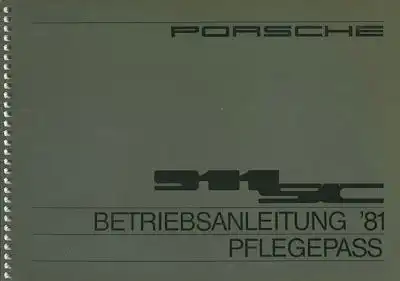 PORSCHE
911 SC
BETRIEBSANLEITUNG '81
PFLEGEPASS